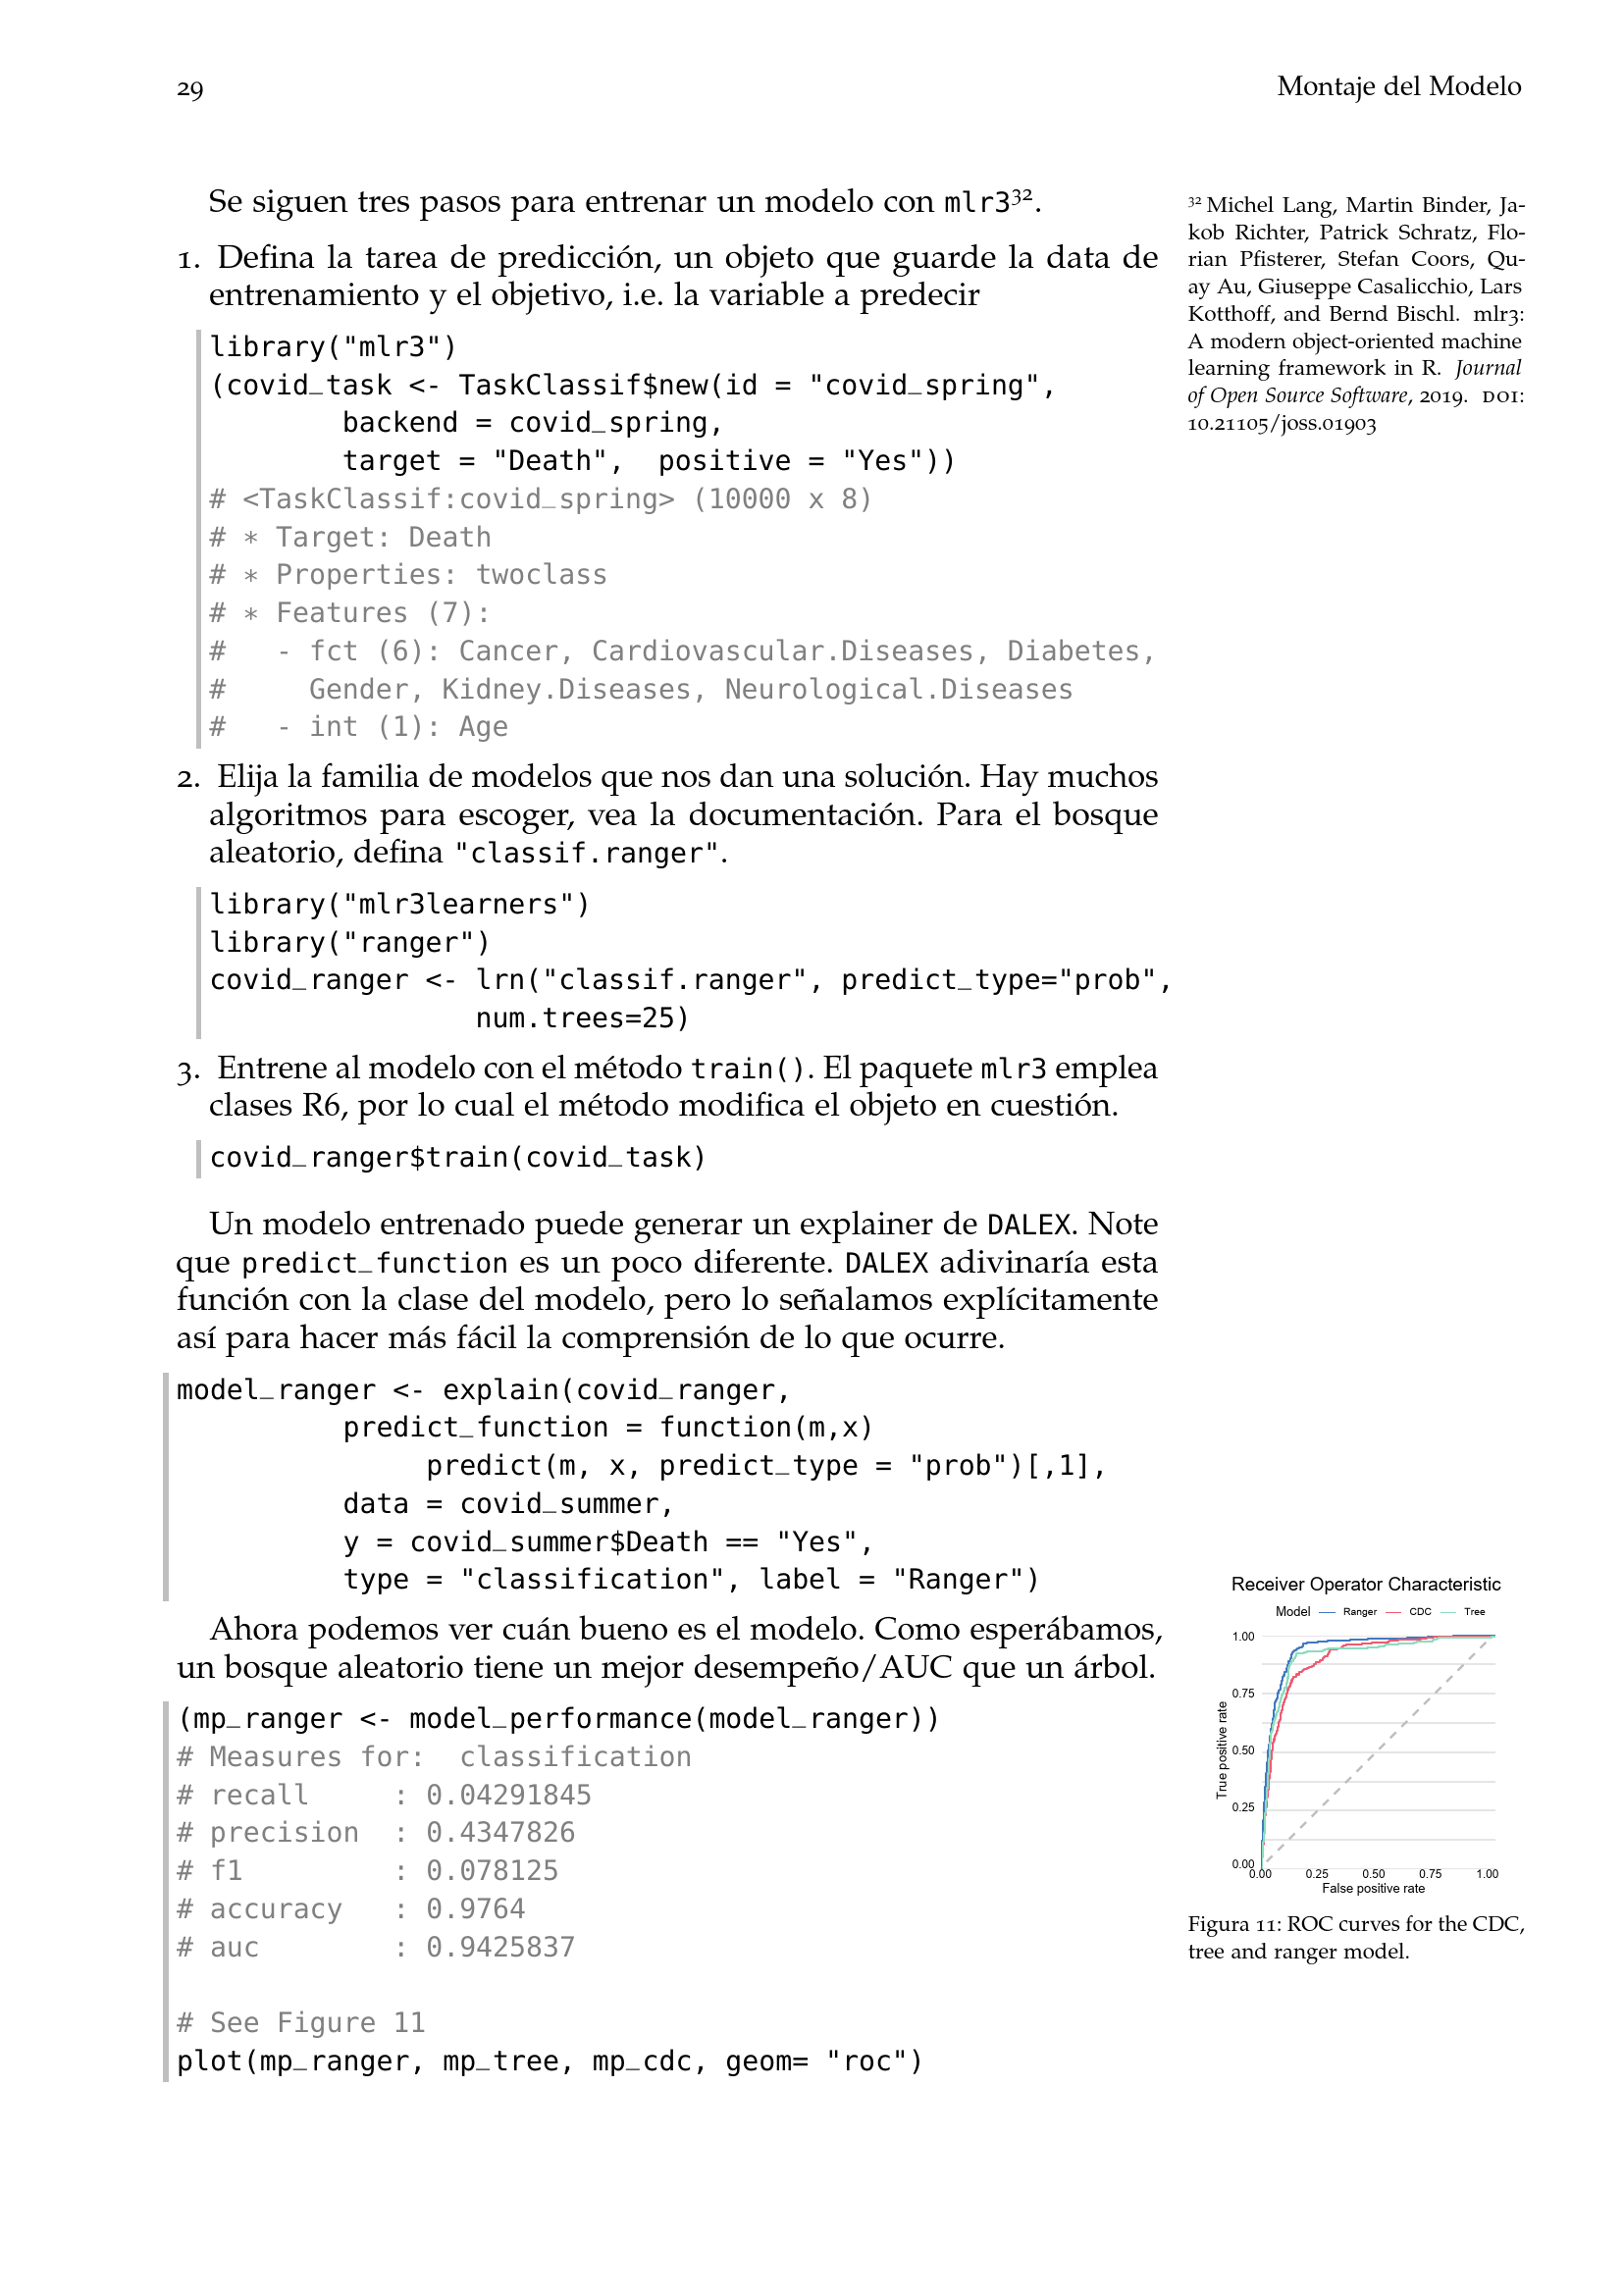 29
Montaje del Modelo
Se siguen tres pasos para entrenar un modelo con mlr3³².
1. Defina la tarea de predicción, un objeto que guarde la data de
entrenamiento y el objetivo, i.e. la variable a predecir
library("mlr3")
(covid_task <- TaskClassif$new(id = "covid_spring",
        backend = covid_spring,
        target = "Death",  positive = "Yes"))
# <TaskClassif:covid_spring> (10000 x 8)
# * Target: Death
# * Properties: twoclass
# * Features (7):
#   - fct (6): Cancer, Cardiovascular.Diseases, Diabetes,
#     Gender, Kidney.Diseases, Neurological.Diseases
#   - int (1): Age
2. Elija la familia de modelos que nos dan una solución. Hay muchos
algoritmos para escoger, vea la documentación. Para el bosque
aleatorio, defina "classif.ranger".
library("mlr3learners")
library("ranger")
covid_ranger <- lrn("classif.ranger", predict_type="prob",
                num.trees=25)
3. Entrene al modelo con el método train(). El paquete mlr3 emplea
clases R6, por lo cual el método modifica el objeto en cuestión.
covid_ranger$train(covid_task)
Un modelo entrenado puede generar un explainer de DALEX. Note
que predict_function es un poco diferente. DALEX adivinaría esta
función con la clase del modelo, pero lo señalamos explícitamente
así para hacer más fácil la comprensión de lo que ocurre.
model_ranger <- explain(covid_ranger,
          predict_function = function(m,x)
               predict(m, x, predict_type = "prob")[,1],
          data = covid_summer,
          y = covid_summer$Death == "Yes",
          type = "classification", label = "Ranger")
Ahora podemos ver cuán bueno es el modelo. Como esperábamos,
un bosque aleatorio tiene un mejor desempeño/AUC que un árbol.
(mp_ranger <- model_performance(model_ranger))
# Measures for:  classification
# recall     : 0.04291845
# precision  : 0.4347826
# f1         : 0.078125
# accuracy   : 0.9764
# auc        : 0.9425837
# See Figure 11
plot(mp_ranger, mp_tree, mp_cdc, geom= "roc")
³² Michel Lang, Martin Binder, Ja-
kob Richter, Patrick Schratz, Flo-
rian Pfisterer, Stefan Coors, Qu-
ay Au, Giuseppe Casalicchio, Lars
Kotthoff, and Bernd Bischl. mlr3:
A modern object-oriented machine
learning framework in R. Journal
of Open Source Software, 2019. DOI:
10.21105/joss.01903
Receiver Operator Characteristic
Model Ranger CDC Tree
1.00
0.75
0.50
0.25
0.00
True positive rate
0.00 0.25 0.50 0.75 1.00
False positive rate
Figura 11: ROC curves for the CDC,
tree and ranger model.